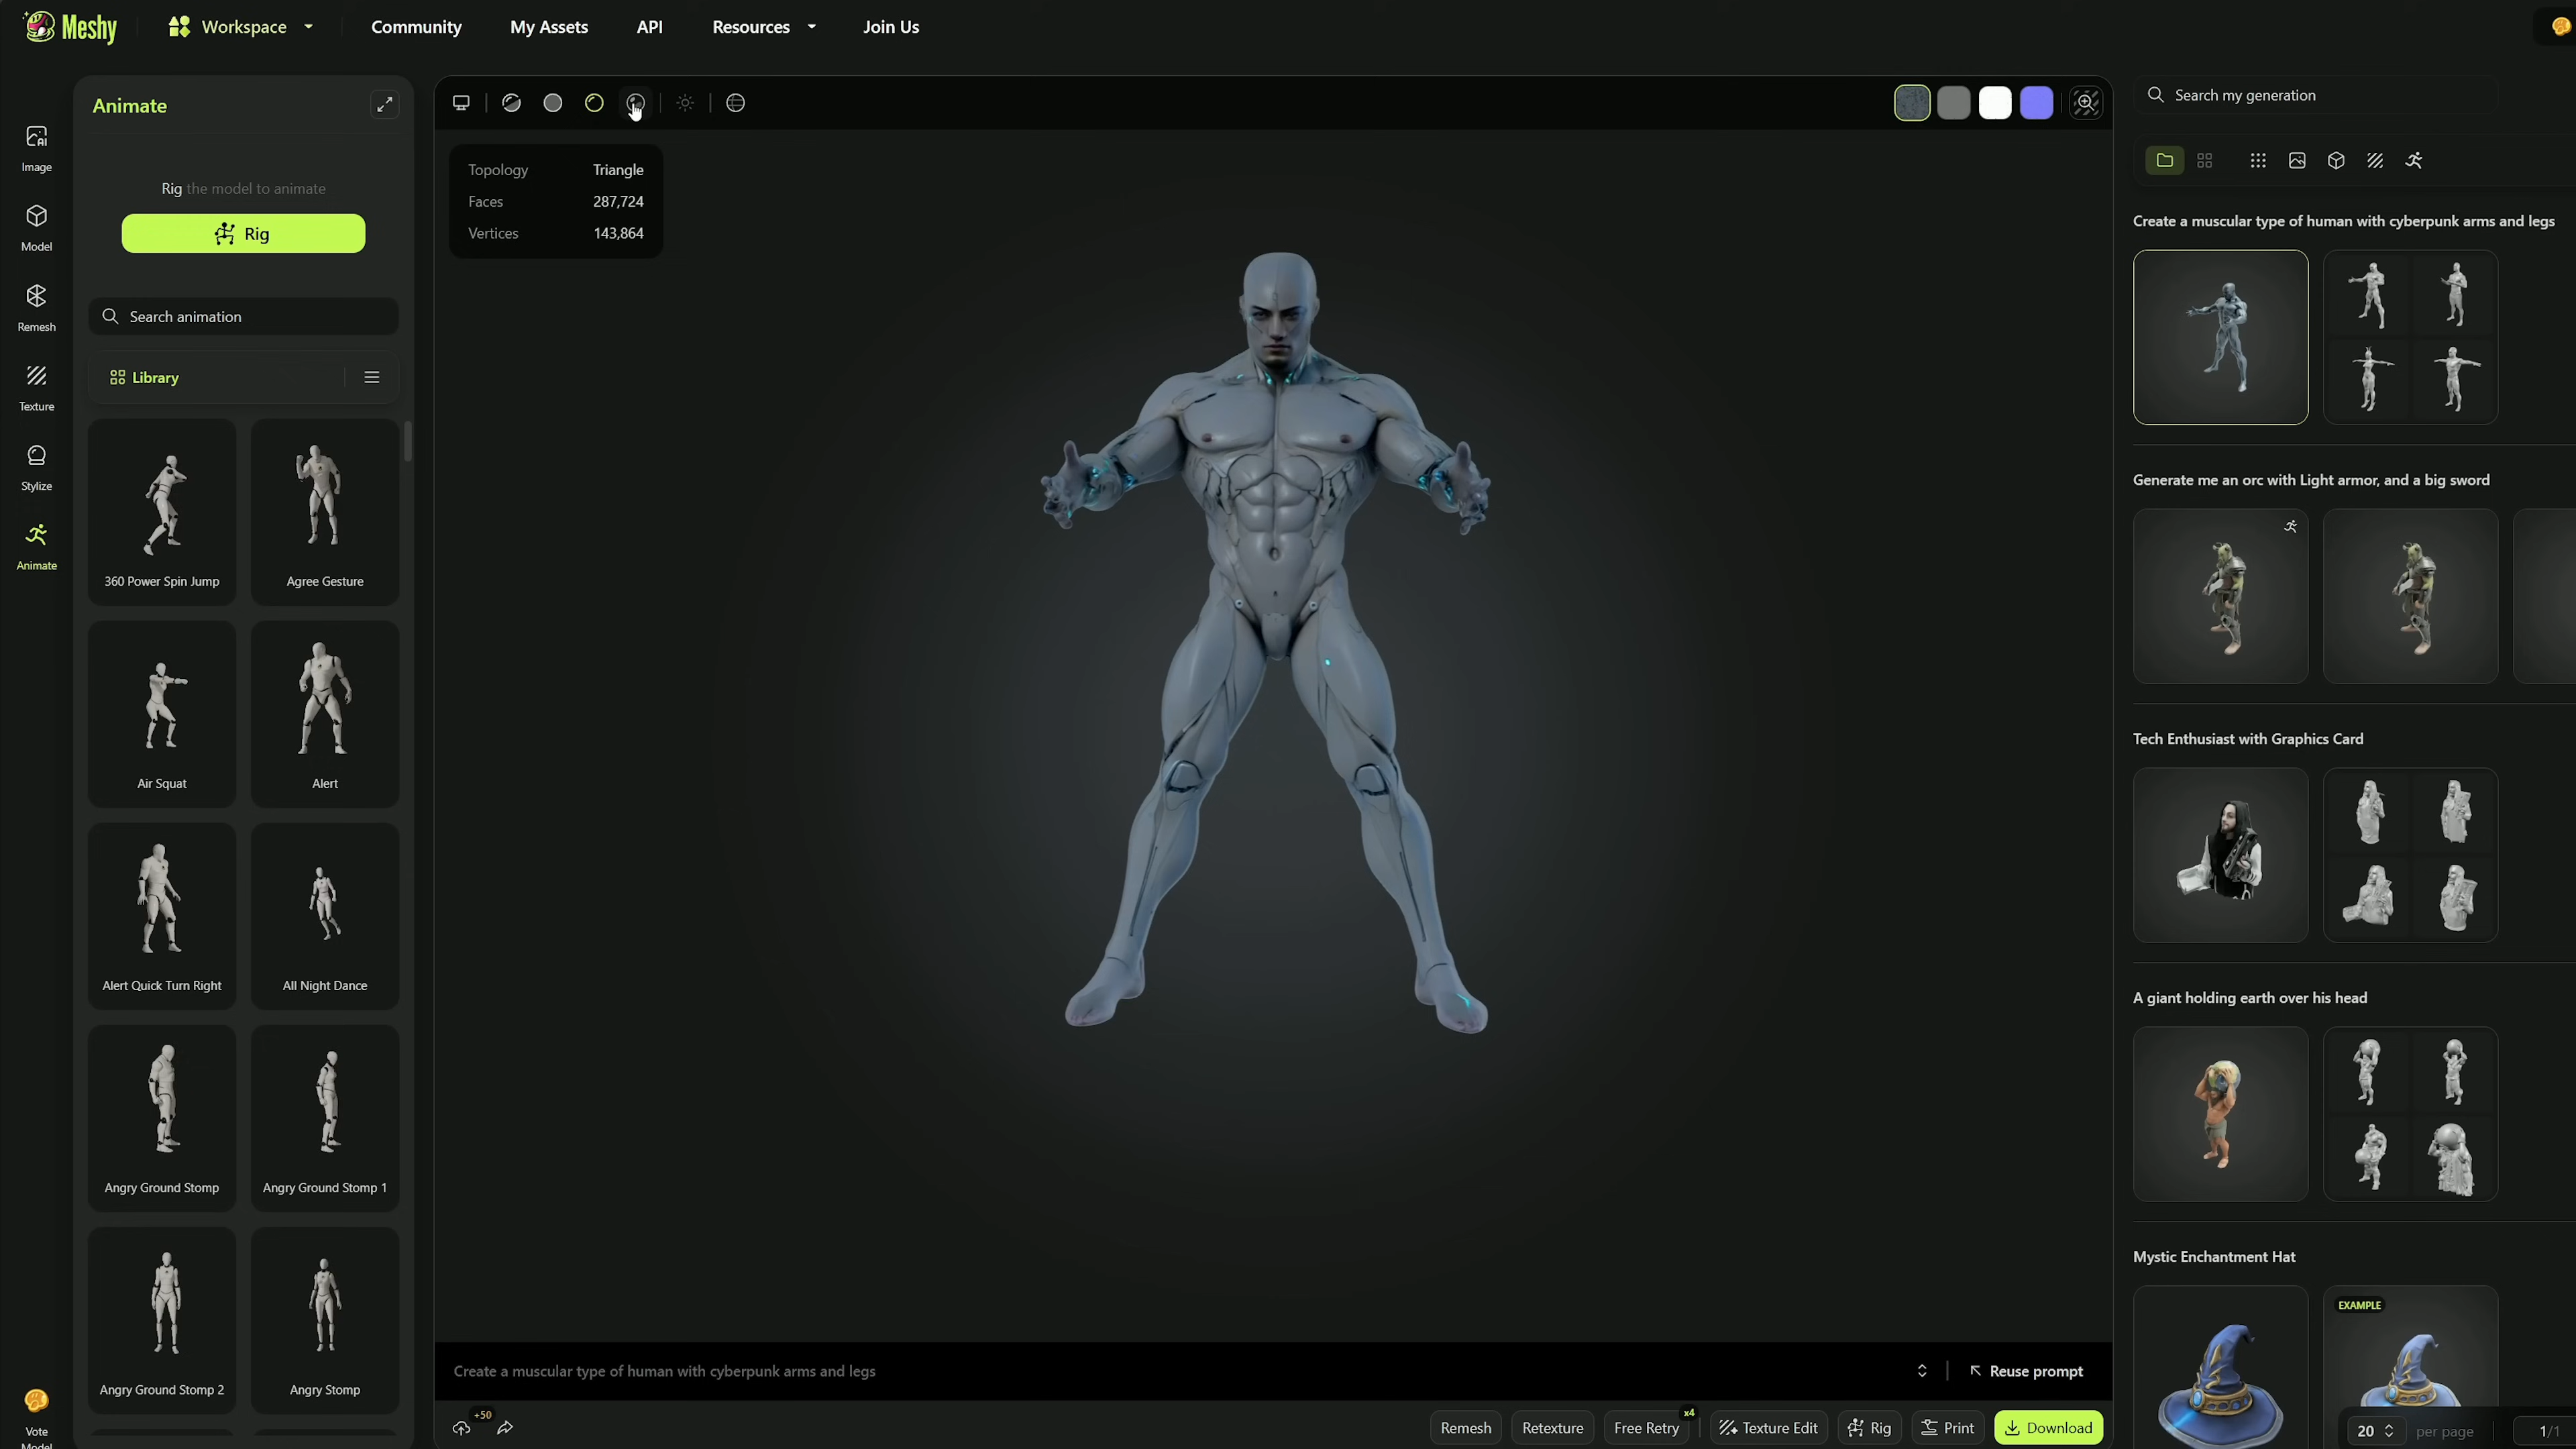 Meshy
Workspace
Community
My Assets
API
Resources
Join Us
Animate
Rig the model to animate
Rig
Search animation
Library
360 Power Spin Jump
Agree Gesture
Air Squat
Alert
Alert Quick Turn Right
All Night Dance
Angry Ground Stomp
Angry Ground Stomp 1
Angry Ground Stomp 2
Angry Stomp
Image
Model
Remesh
Texture
Stylize
Animate
Vote
Model
Topology Triangle
Faces 287,724
Vertices 143,864
Create a muscular type of human with cyberpunk arms and legs
Reuse prompt
+50
Remesh
Retexture
Free Retry
x4
Texture Edit
Rig
Print
Download
Search my generation
Create a muscular type of human with cyberpunk arms and legs
Generate me an orc with Light armor, and a big sword
Tech Enthusiast with Graphics Card
A giant holding earth over his head
Mystic Enchantment Hat
EXAMPLE
20 per page
1/1